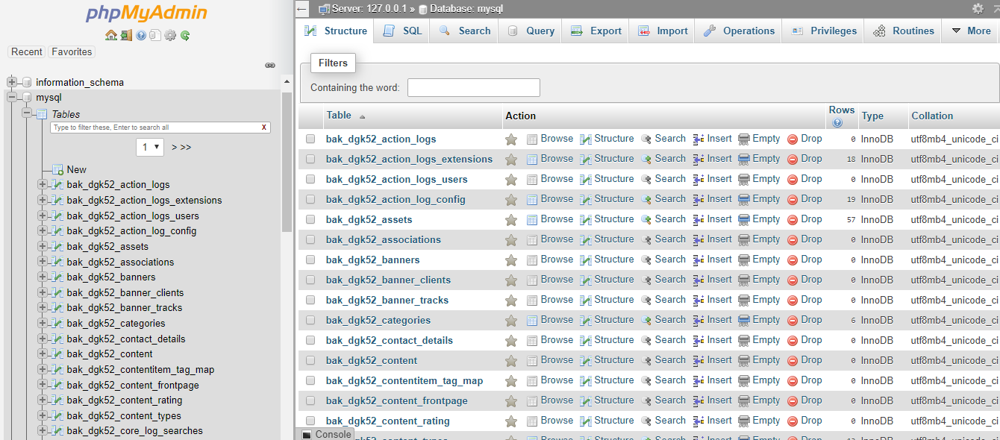 phpMyAdmin
Recent Favorites
information_schema
mysql
Tables
Type to filter these, Enter to search all X
1 ▼ > >>
New
bak_dgk52_action_logs
bak_dgk52_action_logs_extensions
bak_dgk52_action_logs_users
bak_dgk52_action_log_config
bak_dgk52_assets
bak_dgk52_associations
bak_dgk52_banners
bak_dgk52_banner_clients
bak_dgk52_banner_tracks
bak_dgk52_categories
bak_dgk52_contact_details
bak_dgk52_content
bak_dgk52_contentitem_tag_map
bak_dgk52_content_frontpage
bak_dgk52_content_rating
bak_dgk52_content_types
bak_dgk52_core_log_searches
Server: 127.0.0.1 » Database: mysql
Structure SQL Search Query Export Import Operations Privileges Routines More
Filters
Containing the word:
Table Action Rows Type Collation
bak_dgk52_action_logs Browse Structure Search Insert Empty Drop 0 InnoDB utf8mb4_unicode_ci
bak_dgk52_action_logs_extensions Browse Structure Search Insert Empty Drop 18 InnoDB utf8mb4_unicode_ci
bak_dgk52_action_logs_users Browse Structure Search Insert Empty Drop 0 InnoDB utf8mb4_unicode_ci
bak_dgk52_action_log_config Browse Structure Search Insert Empty Drop 19 InnoDB utf8mb4_unicode_ci
bak_dgk52_assets Browse Structure Search Insert Empty Drop 57 InnoDB utf8mb4_unicode_ci
bak_dgk52_associations Browse Structure Search Insert Empty Drop 0 InnoDB utf8mb4_unicode_ci
bak_dgk52_banners Browse Structure Search Insert Empty Drop 0 InnoDB utf8mb4_unicode_ci
bak_dgk52_banner_clients Browse Structure Search Insert Empty Drop 0 InnoDB utf8mb4_unicode_ci
bak_dgk52_banner_tracks Browse Structure Search Insert Empty Drop 0 InnoDB utf8mb4_unicode_ci
bak_dgk52_categories Browse Structure Search Insert Empty Drop 6 InnoDB utf8mb4_unicode_ci
bak_dgk52_contact_details Browse Structure Search Insert Empty Drop 0 InnoDB utf8mb4_unicode_ci
bak_dgk52_content Browse Structure Search Insert Empty Drop 0 InnoDB utf8mb4_unicode_ci
bak_dgk52_contentitem_tag_map Browse Structure Search Insert Empty Drop 0 InnoDB utf8mb4_unicode_ci
bak_dgk52_content_frontpage Browse Structure Search Insert Empty Drop 0 InnoDB utf8mb4_unicode_ci
bak_dgk52_content_rating Browse Structure Search Insert Empty Drop 0 InnoDB utf8mb4_unicode_ci
Console